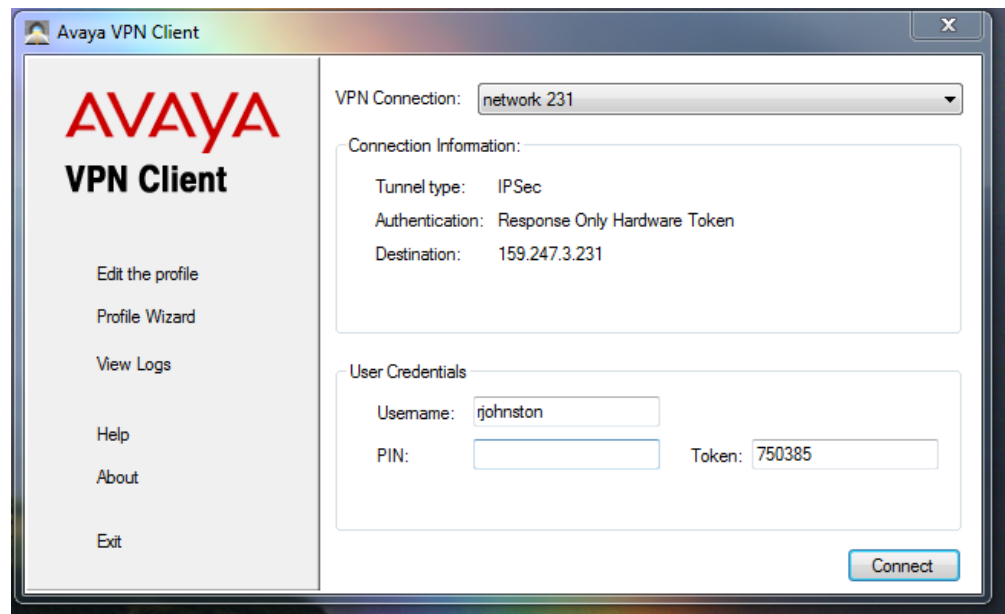 Avaya VPN Client
AVAYA
VPN Client
Edit the profile
Profile Wizard
View Logs
Help
About
Exit
VPN Connection: network 231
Connection Information:
Tunnel type: IPSec
Authentication: Response Only Hardware Token
Destination: 159.247.3.231
User Credentials
Username: rjohnston
PIN: Token: 750385
Connect